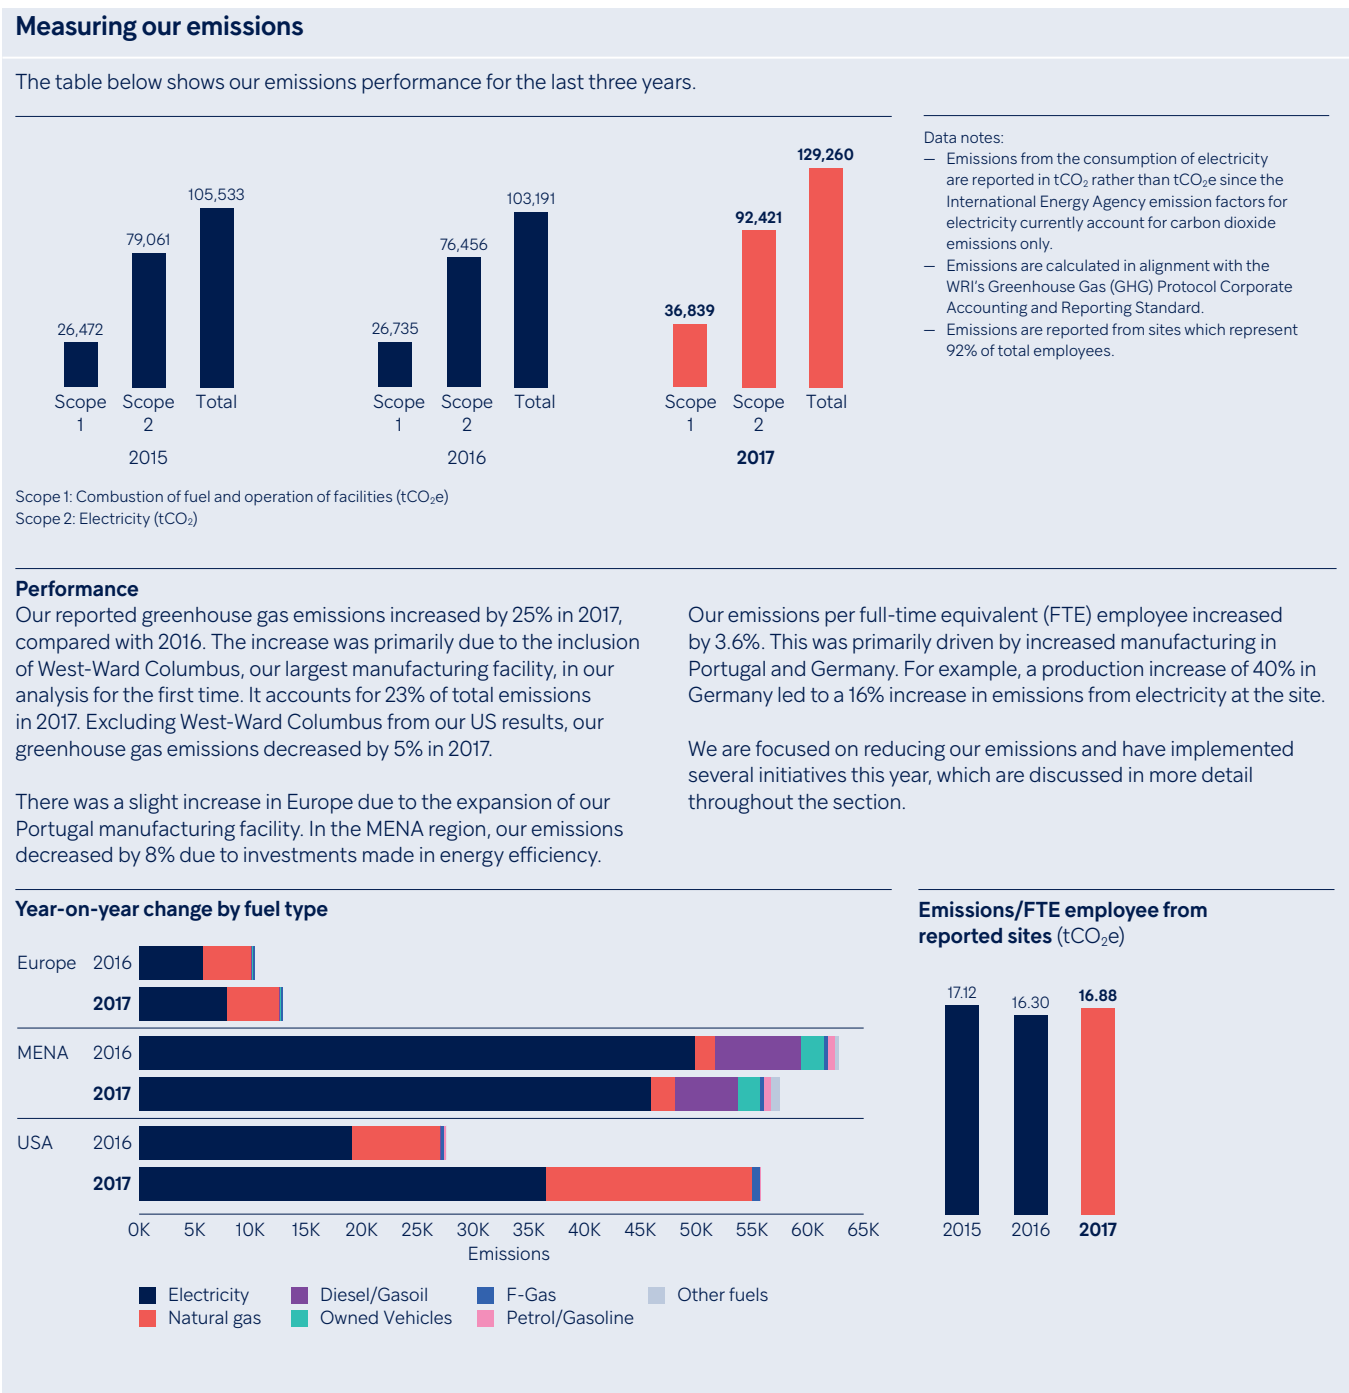 Measuring our emissions
The table below shows our emissions performance for the last three years.
26,472
79,061
105,533
Scope 1
Scope 2
Total
2015
26,735
76,456
103,191
Scope 1
Scope 2
Total
2016
36,839
92,421
129,260
Scope 1
Scope 2
Total
2017
Scope 1: Combustion of fuel and operation of facilities (tCO₂e)
Scope 2: Electricity (tCO₂)
Data notes:
— Emissions from the consumption of electricity
are reported in tCO₂ rather than tCO₂e since the
International Energy Agency emission factors for
electricity currently account for carbon dioxide
emissions only.
— Emissions are calculated in alignment with the
WRI's Greenhouse Gas (GHG) Protocol Corporate
Accounting and Reporting Standard.
— Emissions are reported from sites which represent
92% of total employees.
Performance
Our reported greenhouse gas emissions increased by 25% in 2017,
compared with 2016. The increase was primarily due to the inclusion
of West-Ward Columbus, our largest manufacturing facility, in our
analysis for the first time. It accounts for 23% of total emissions
in 2017. Excluding West-Ward Columbus from our US results, our
greenhouse gas emissions decreased by 5% in 2017.
There was a slight increase in Europe due to the expansion of our
Portugal manufacturing facility. In the MENA region, our emissions
decreased by 8% due to investments made in energy efficiency.
Our emissions per full-time equivalent (FTE) employee increased
by 3.6%. This was primarily driven by increased manufacturing in
Portugal and Germany. For example, a production increase of 40% in
Germany led to a 16% increase in emissions from electricity at the site.
We are focused on reducing our emissions and have implemented
several initiatives this year, which are discussed in more detail
throughout the section.
Year-on-year change by fuel type
Europe 2016
2017
MENA 2016
2017
USA 2016
2017
0K 5K 10K 15K 20K 25K 30K 35K 40K 45K 50K 55K 60K 65K
Emissions
Electricity
Natural gas
Diesel/Gasoil
Owned Vehicles
F-Gas
Petrol/Gasoline
Other fuels
Emissions/FTE employee from
reported sites (tCO₂e)
17.12
16.30
16.88
2015 2016 2017